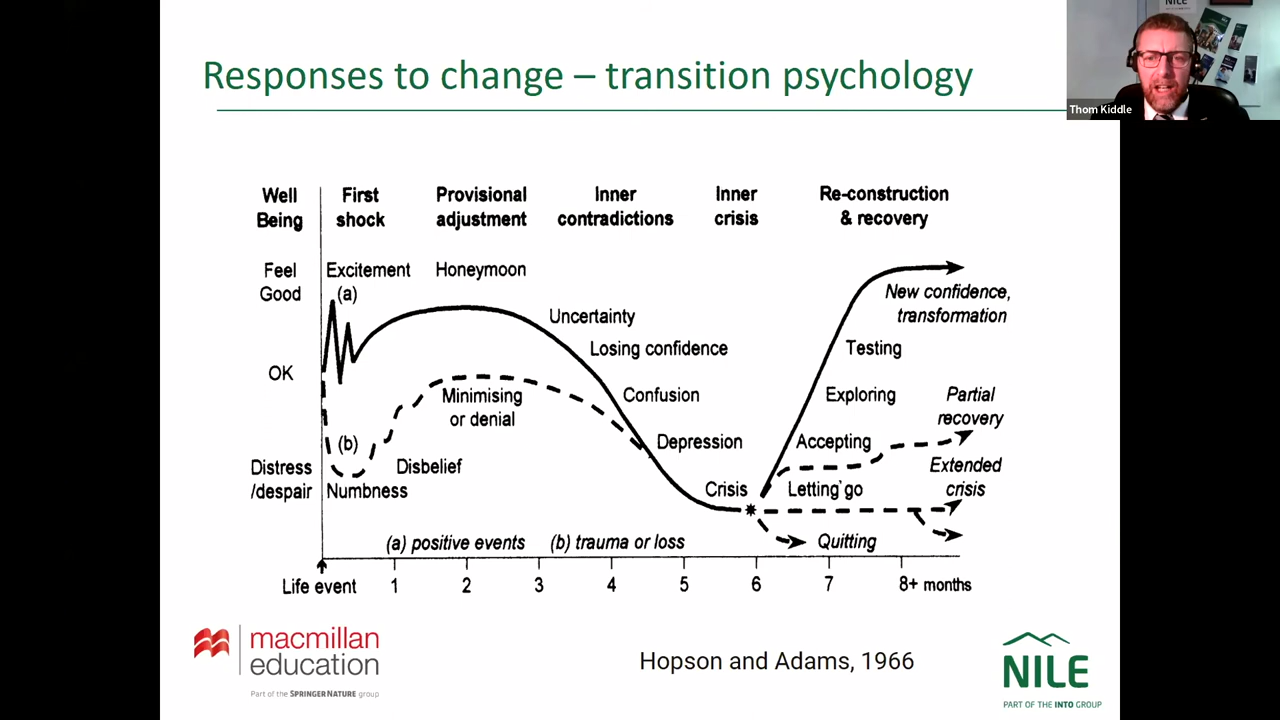 NILE
Thom Kiddle
Responses to change – transition psychology
Well
Being
First
shock
Provisional
adjustment
Inner
contradictions
Inner
crisis
Re-construction
& recovery
Feel
Good
Excitement
(a)
Honeymoon
New confidence,
transformation
Uncertainty
Losing confidence
Testing
OK
Minimising
or denial
Confusion
Exploring
Partial
recovery
(b)
Depression
Accepting
Distress
/despair
Disbelief
Numbness
Crisis
Letting go
Extended
crisis
(a) positive events
(b) trauma or loss
Quitting
Life event
1 2 3 4 5 6 7 8+ months
macmillan
education
Part of the SPRINGER NATURE group
Hopson and Adams, 1966
NILE
PART OF THE INTO GROUP